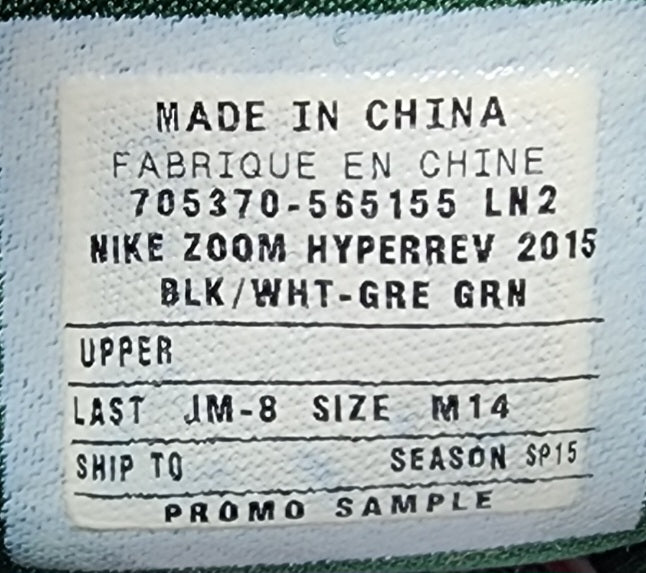 MADE IN CHINA
FABRIQUE EN CHINE
705370-565155 LN2
NIKE ZOOM HYPERREV 2015
BLK/WHT-GRE GRN
UPPER
LAST JM-8 SIZE M14
SHIP TO SEASON SP15
PROMO SAMPLE